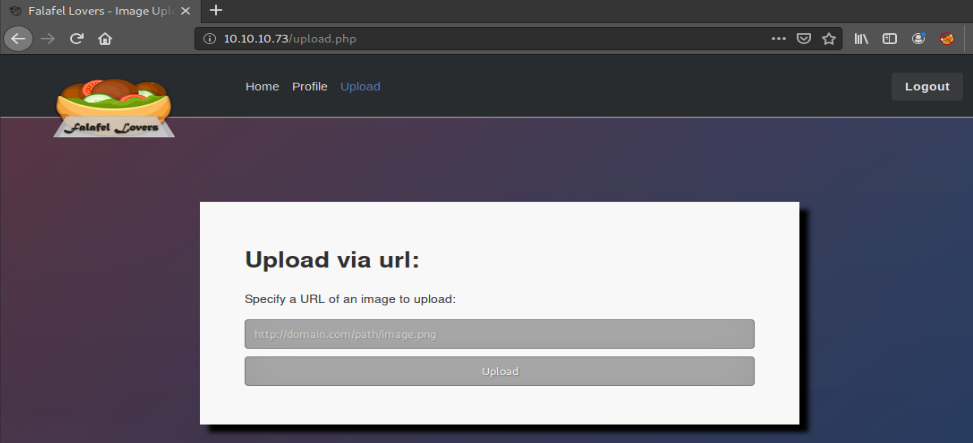 Falafel Lovers - Image Upl
10.10.10.73/upload.php
Falafel Lovers
Home Profile Upload
Logout
Upload via url:
Specify a URL of an image to upload:
http://domain.com/path/image.png
Upload